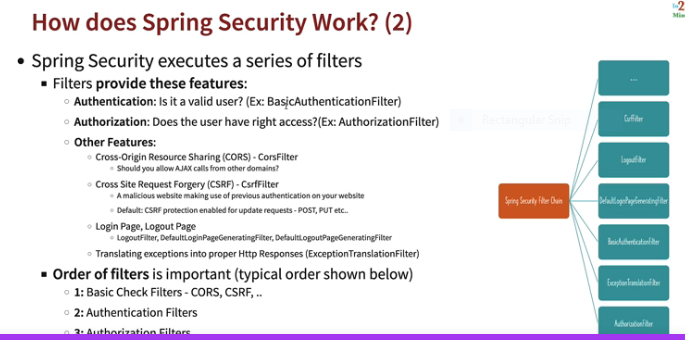 How does Spring Security Work? (2)
in 2
Min
Spring Security executes a series of filters
Filters provide these features:
Authentication: Is it a valid user? (Ex: BasicAuthenticationFilter)
Authorization: Does the user have right access?(Ex: AuthorizationFilter)
Other Features:
Cross-Origin Resource Sharing (CORS) - CorsFilter
Should you allow AJAX calls from other domains?
Cross Site Request Forgery (CSRF) - CsrfFilter
A malicious website making use of previous authentication on your website
Default: CSRF protection enabled for update requests - POST, PUT etc..
Login Page, Logout Page
LogoutFilter, DefaultLoginPageGeneratingFilter, DefaultLogoutPageGeneratingFilter
Translating exceptions into proper Http Responses (ExceptionTranslationFilter)
Order of filters is important (typical order shown below)
1: Basic Check Filters - CORS, CSRF, ..
2: Authentication Filters
3: Authorization Filters
Rectangular Snip
Spring Security Filter Chain
....
LogoutFilter
DefaultLoginPageGeneratingFilter
BasicAuthenticationFilter
ExceptionTranslationFilter
AuthorizationFilter